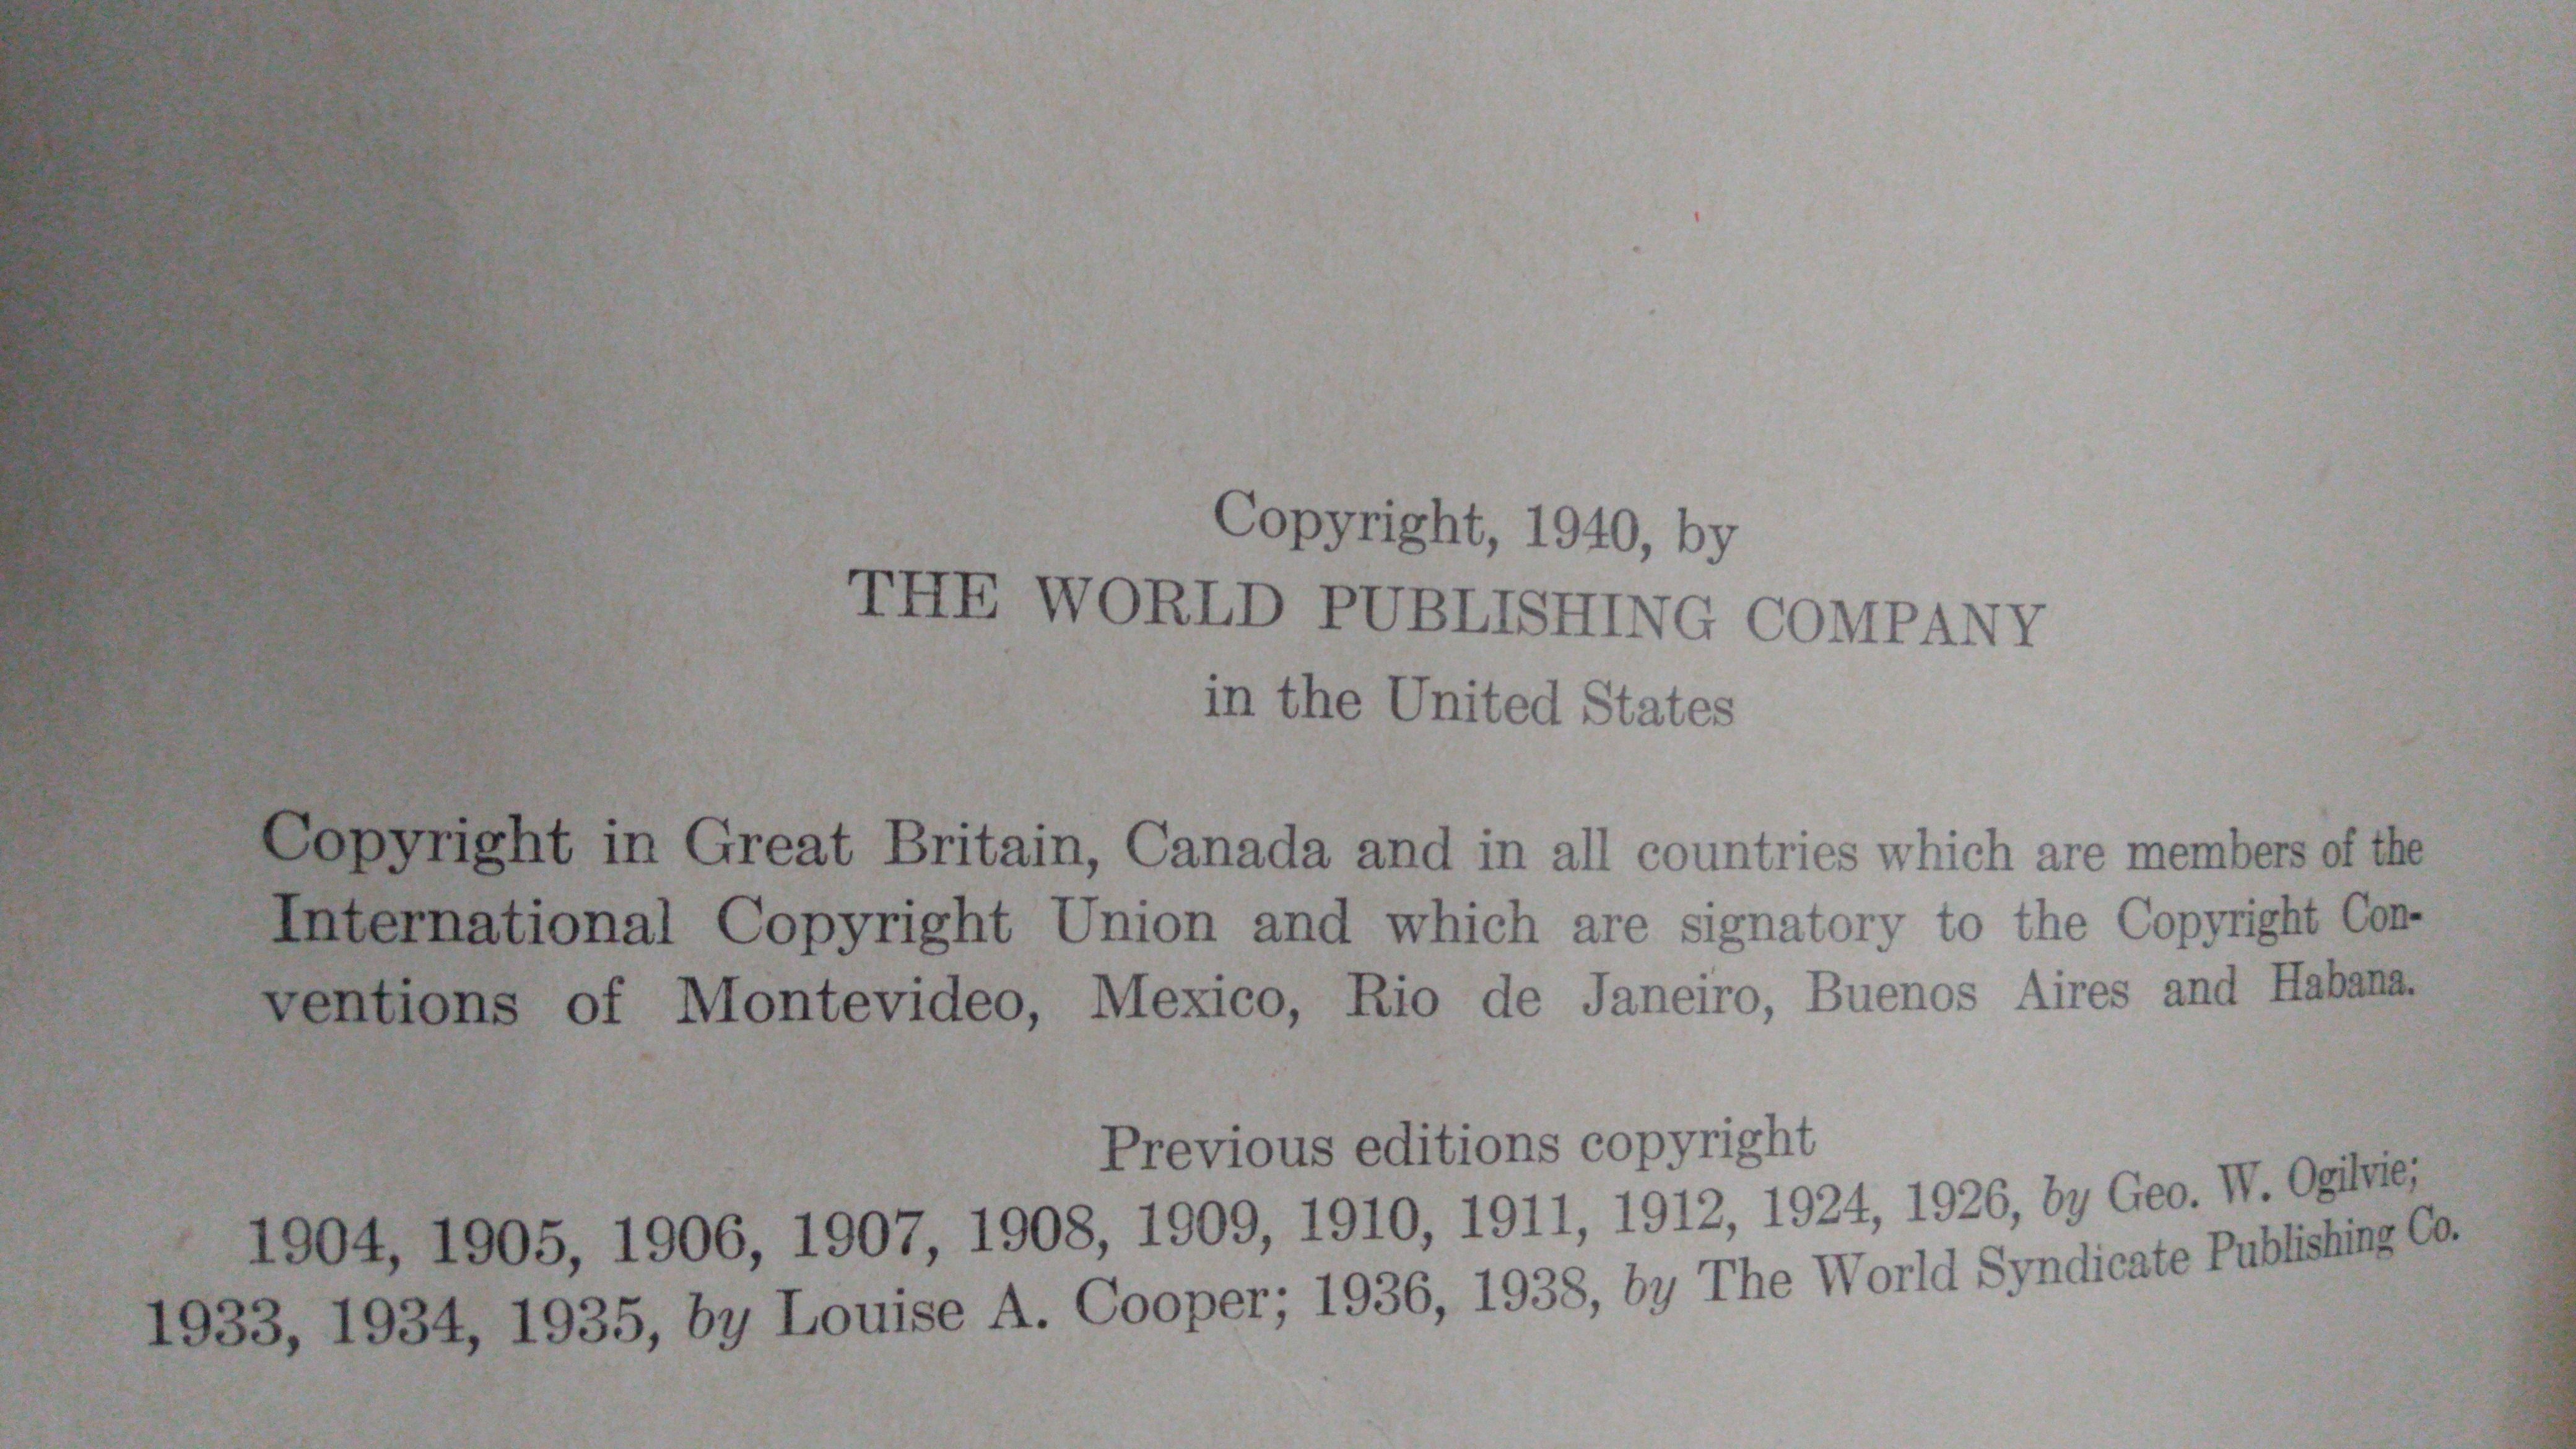 Copyright, 1940, by
THE WORLD PUBLISHING COMPANY
in the United States
Copyright in Great Britain, Canada and in all countries which are members of the
International Copyright Union and which are signatory to the Copyright Con-
ventions of Montevideo, Mexico, Rio de Janeiro, Buenos Aires and Habana.
Previous editions copyright
1904, 1905, 1906, 1907, 1908, 1909, 1910, 1911, 1912, 1924, 1926, by Geo. W. Ogilvie;
1933, 1934, 1935, by Louise A. Cooper; 1936, 1938, by The World Syndicate Publishing Co.